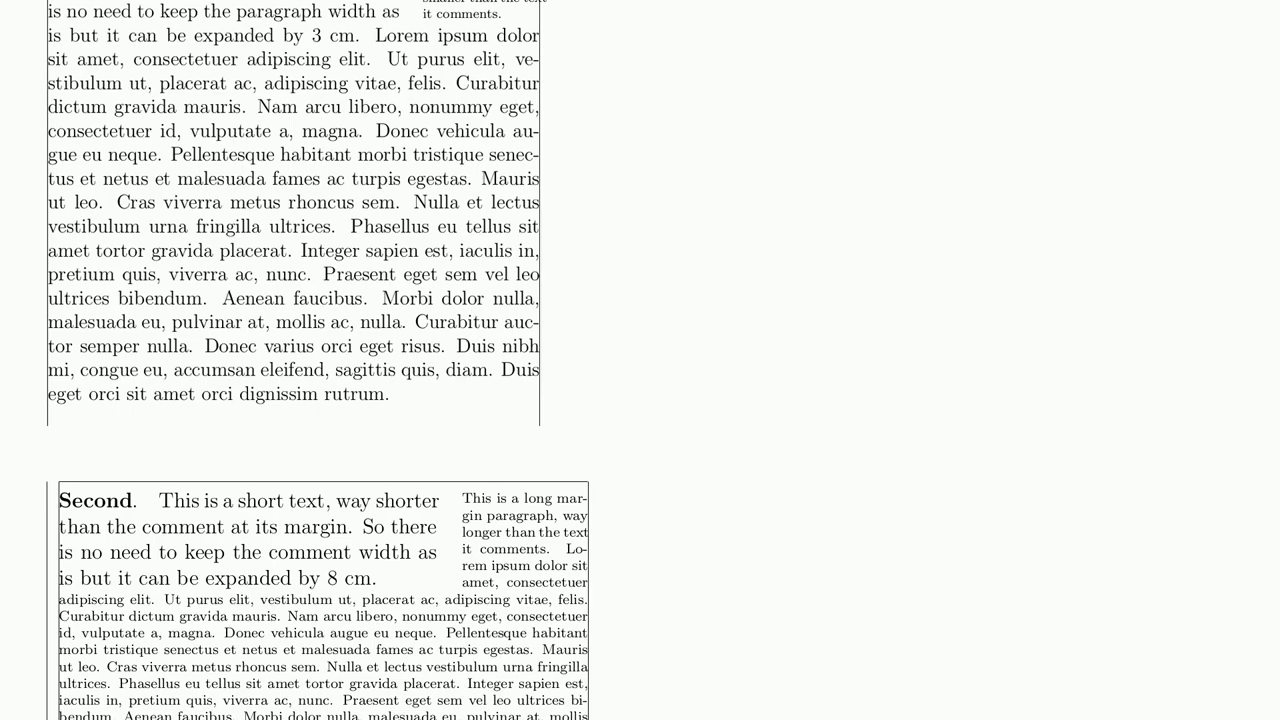 smaller than the text
is no need to keep the paragraph width as
it comments.
is but it can be expanded by 3 cm. Lorem ipsum dolor
sit amet, consectetuer adipiscing elit. Ut purus elit, ve-
stibulum ut, placerat ac, adipiscing vitae, felis. Curabitur
dictum gravida mauris. Nam arcu libero, nonummy eget,
consectetuer id, vulputate a, magna. Donec vehicula au-
gue eu neque. Pellentesque habitant morbi tristique senec-
tus et netus et malesuada fames ac turpis egestas. Mauris
ut leo. Cras viverra metus rhoncus sem. Nulla et lectus
vestibulum urna fringilla ultrices. Phasellus eu tellus sit
amet tortor gravida placerat. Integer sapien est, iaculis in,
pretium quis, viverra ac, nunc. Praesent eget sem vel leo
ultrices bibendum. Aenean faucibus. Morbi dolor nulla,
malesuada eu, pulvinar at, mollis ac, nulla. Curabitur auc-
tor semper nulla. Donec varius orci eget risus. Duis nibh
mi, congue eu, accumsan eleifend, sagittis quis, diam. Duis
eget orci sit amet orci dignissim rutrum.
Second. This is a short text, way shorter
than the comment at its margin. So there
is no need to keep the comment width as
is but it can be expanded by 8 cm.
This is a long mar-
gin paragraph, way
longer than the text
it comments. Lo-
rem ipsum dolor sit
amet, consectetuer
adipiscing elit. Ut purus elit, vestibulum ut, placerat ac, adipiscing vitae, felis.
Curabitur dictum gravida mauris. Nam arcu libero, nonummy eget, consectetuer
id, vulputate a, magna. Donec vehicula augue eu neque. Pellentesque habitant
morbi tristique senectus et netus et malesuada fames ac turpis egestas. Mauris
ut leo. Cras viverra metus rhoncus sem. Nulla et lectus vestibulum urna fringilla
ultrices. Phasellus eu tellus sit amet tortor gravida placerat. Integer sapien est,
iaculis in, pretium quis, viverra ac, nunc. Praesent eget sem vel leo ultrices bi-
bendum. Aenean faucibus. Morbi dolor nulla, malesuada eu, pulvinar at, mollis